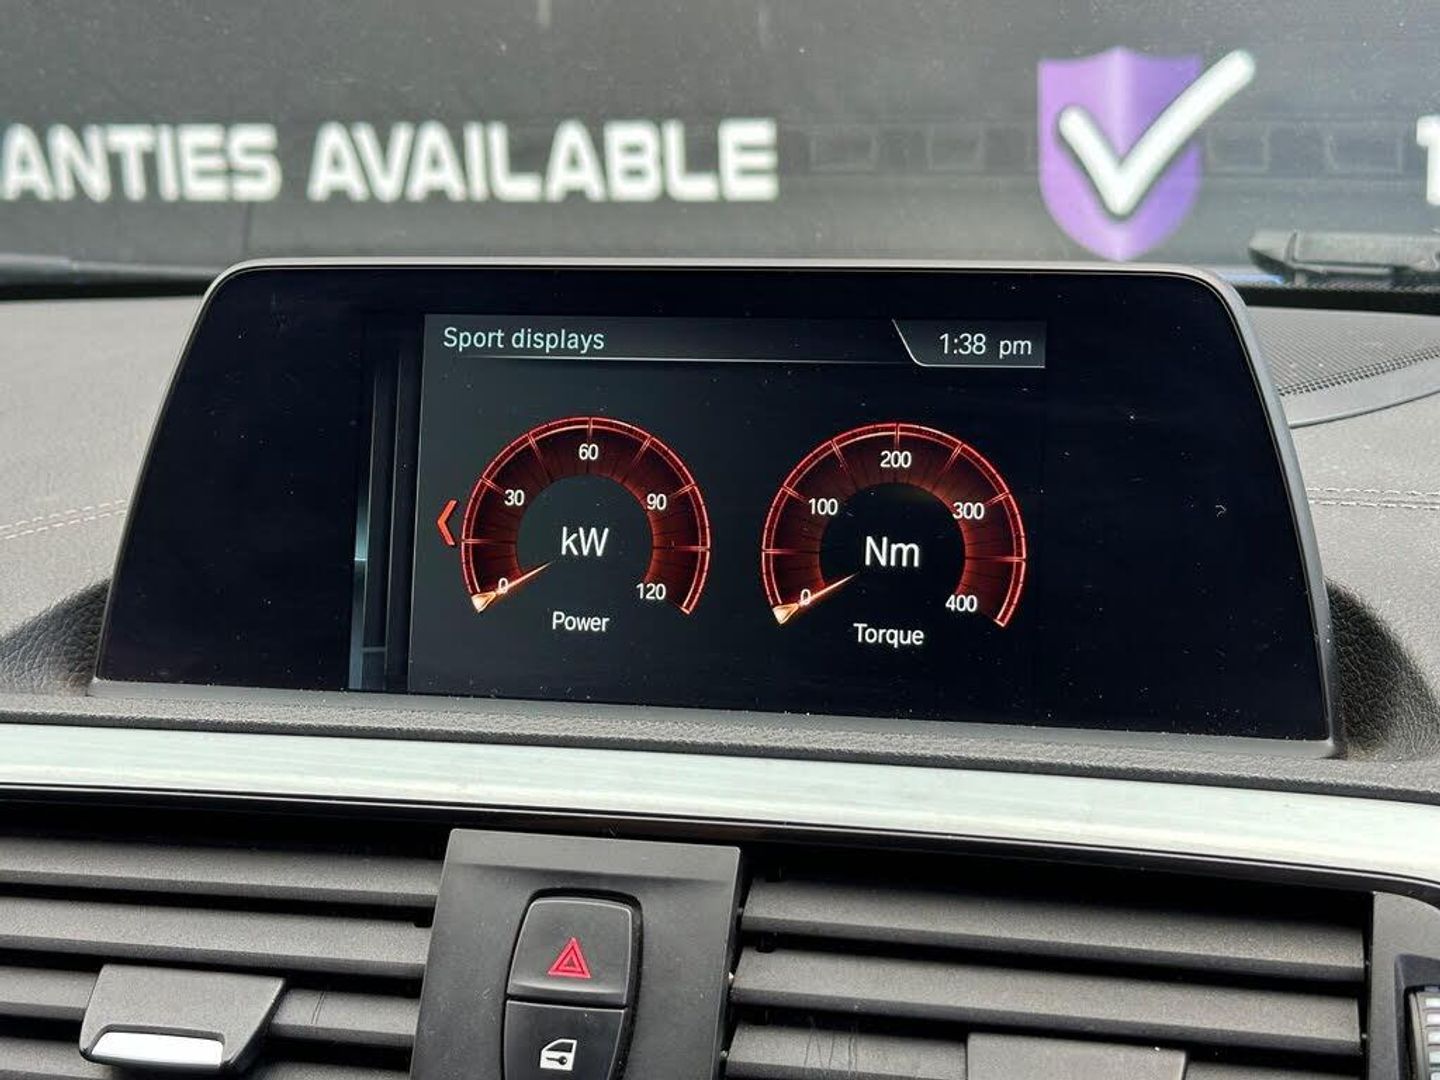 ANTIES AVAILABLE
Sport displays
1:38 pm
60
30
90
kW
0
120
Power
200
100
300
Nm
0
400
Torque